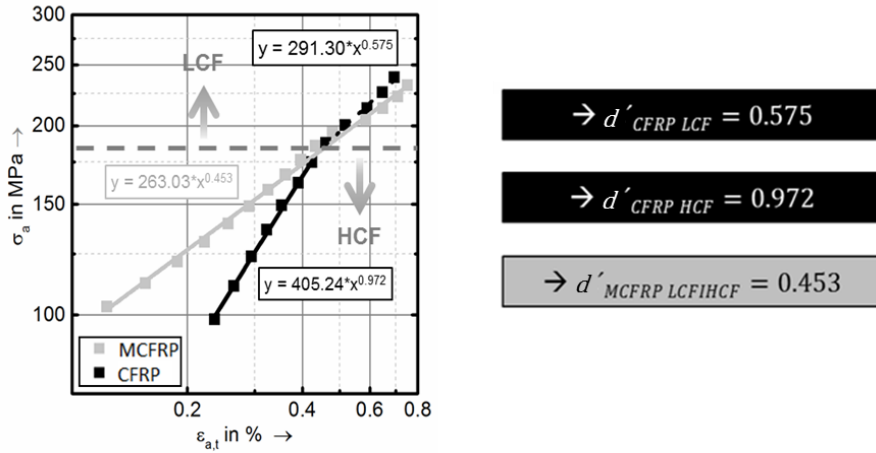 300
250
200
150
100
σa in MPa →
LCF
y = 291.30*x^0.575
y = 263.03*x^0.453
HCF
y = 405.24*x^0.972
MCFRP
CFRP
0.2
0.4
0.6
0.8
εa,t in % →
→ d´CFRP LCF = 0.575
→ d´CFRP HCF = 0.972
→ d´MCFRP LCFIHCF = 0.453